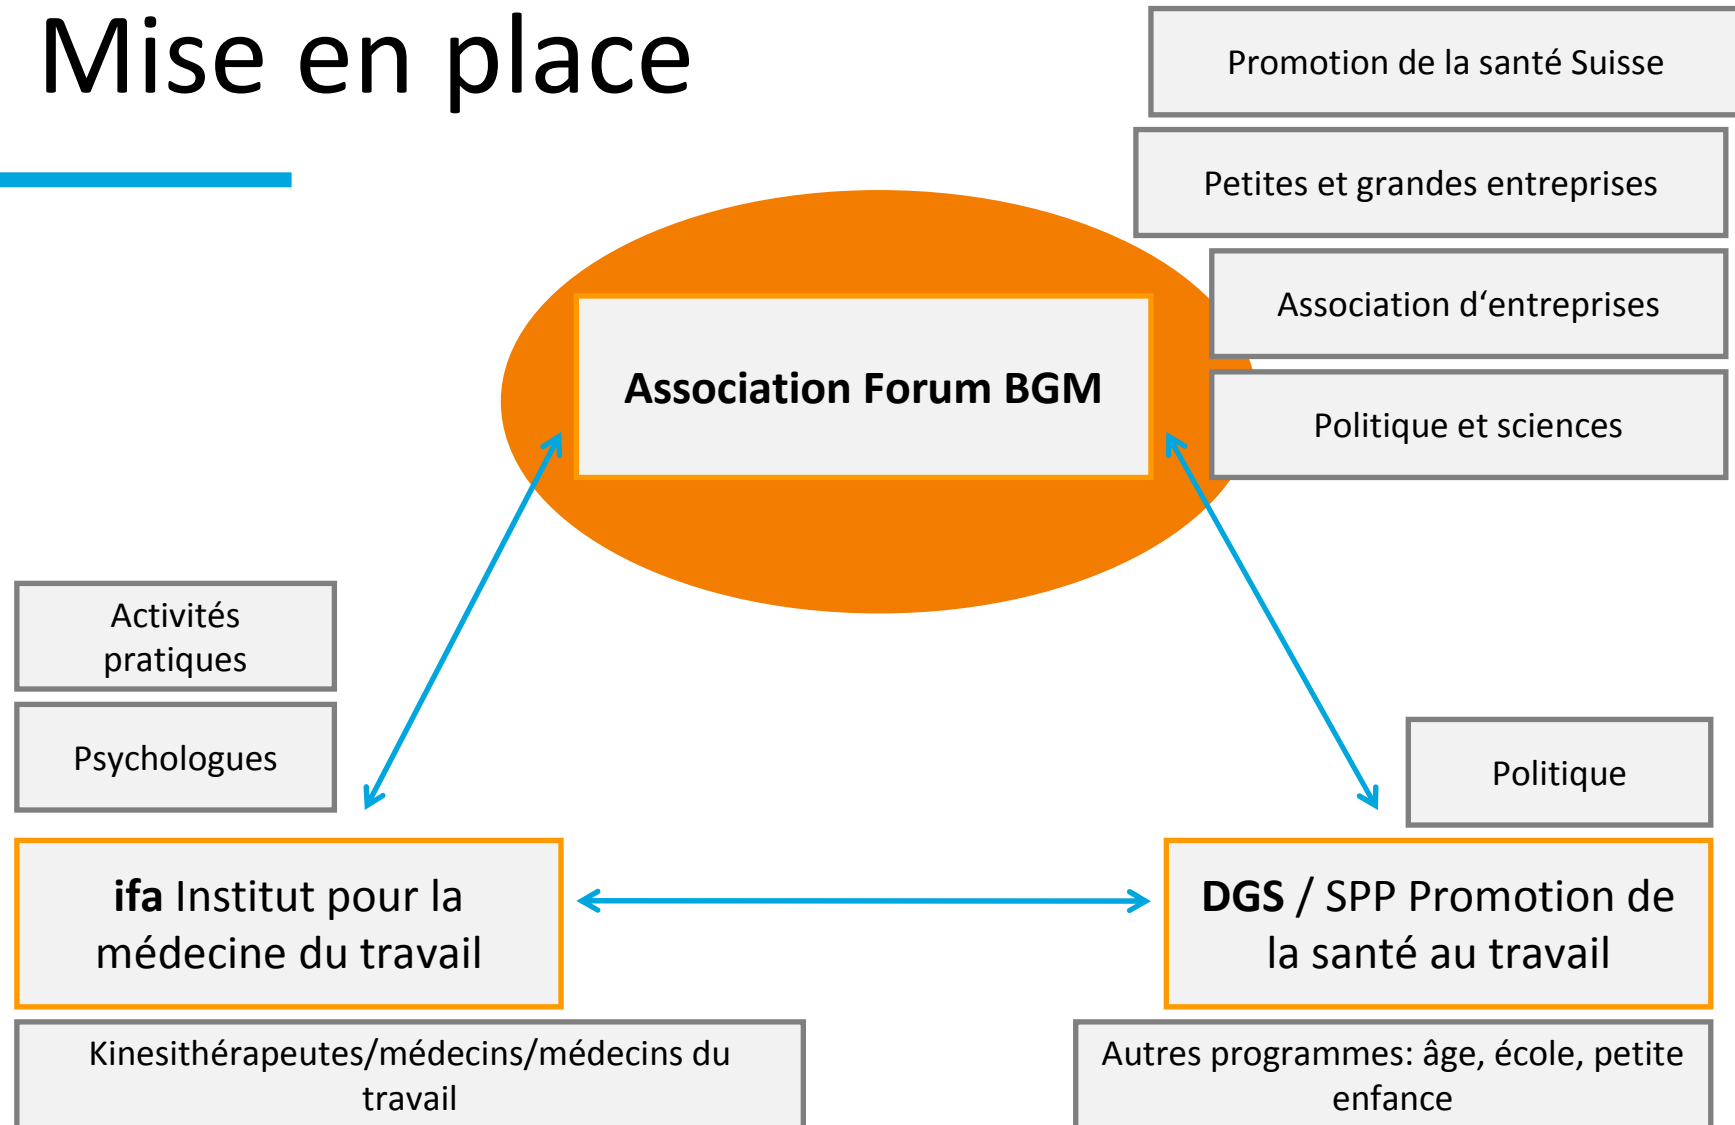 Mise en place
Promotion de la santé Suisse
Petites et grandes entreprises
Association d‘entreprises
Politique et sciences
Association Forum BGM
Activités
pratiques
Psychologues
Politique
ifa Institut pour la
médecine du travail
DGS / SPP Promotion de
la santé au travail
Kinesithérapeutes/médecins/médecins du
travail
Autres programmes: âge, école, petite
enfance